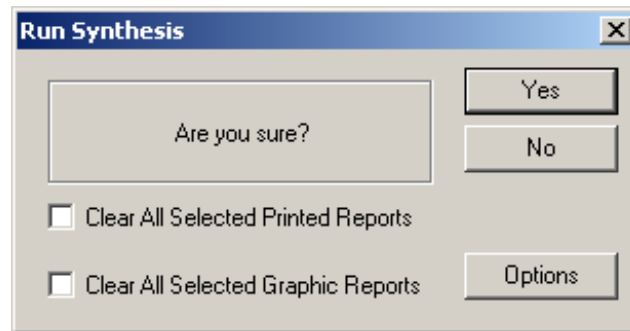 Run Synthesis
Are you sure?
Yes
No
Clear All Selected Printed Reports
Clear All Selected Graphic Reports
Options